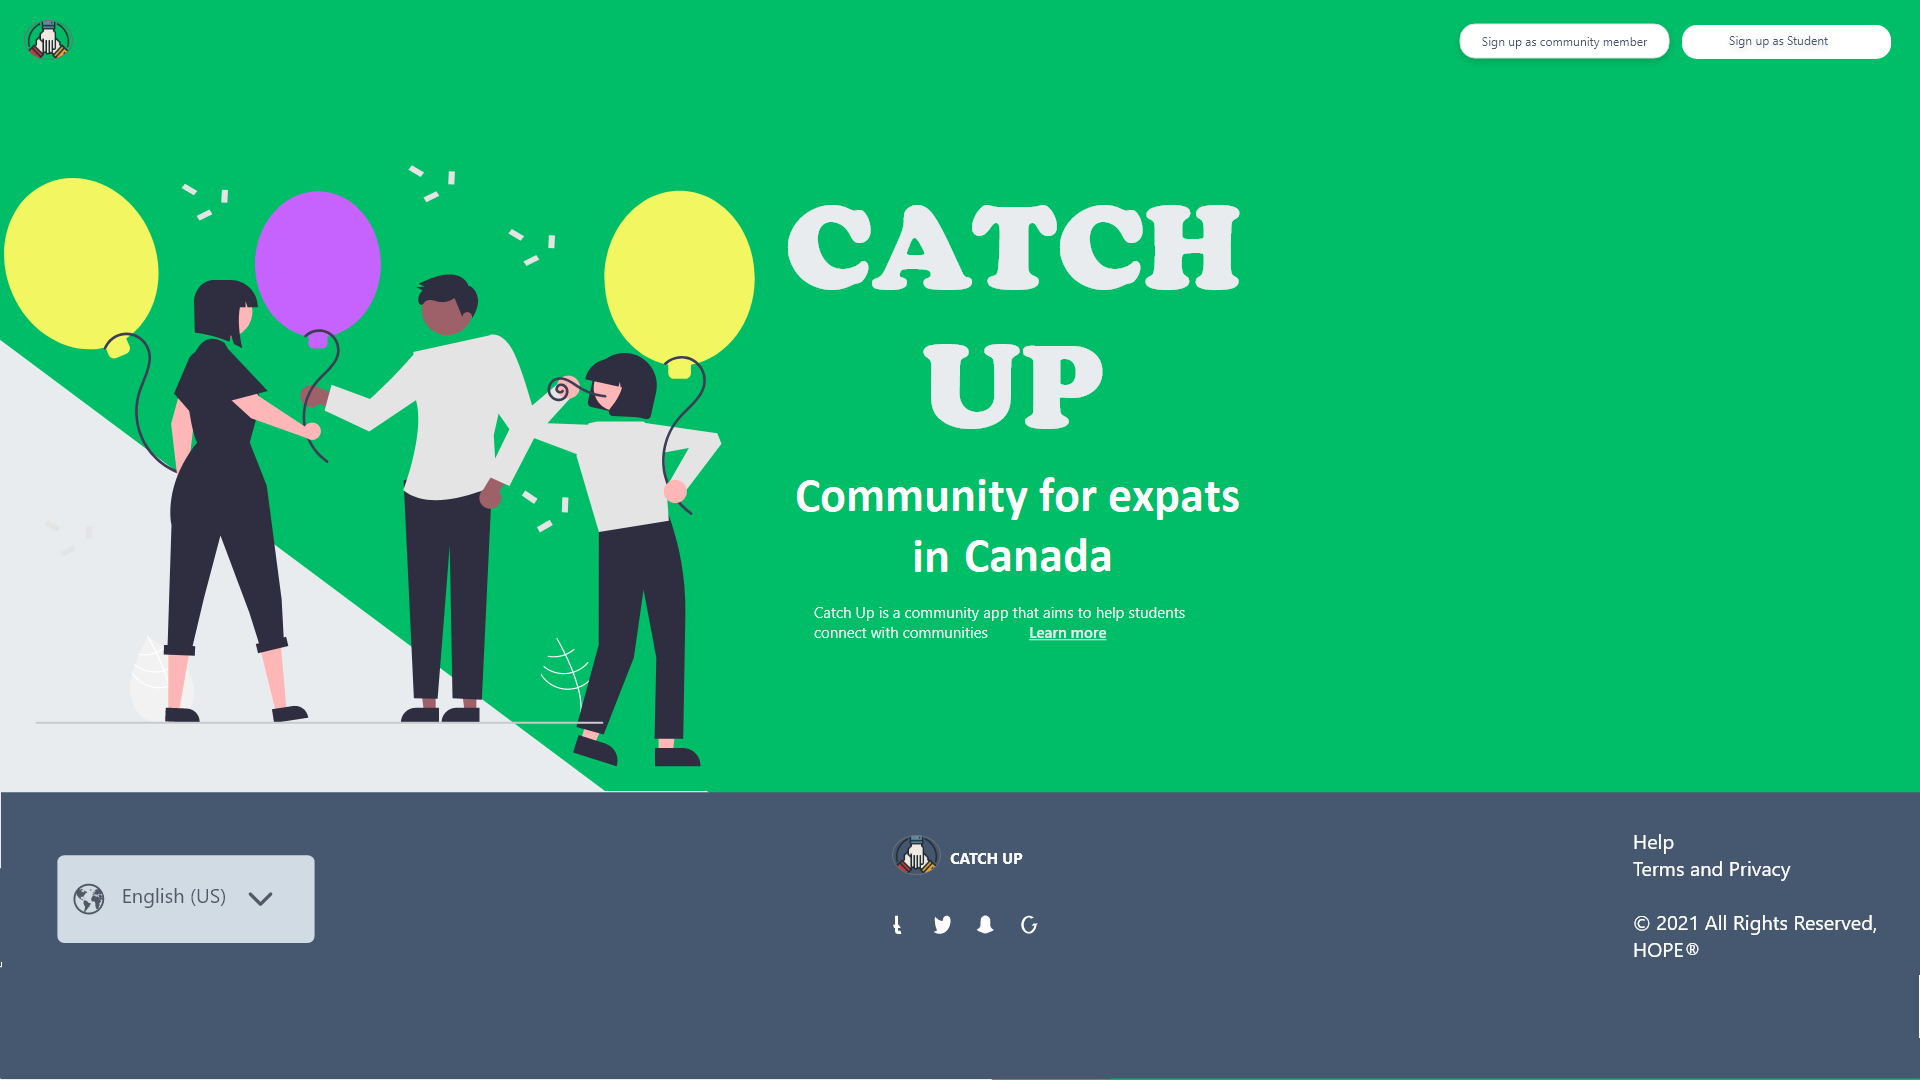 Sign up as community member
Sign up as Student
CATCH
UP
Community for expats
in Canada
Catch Up is a community app that aims to help students
connect with communities Learn more
English (US)
CATCH UP
Help
Terms and Privacy
© 2021 All Rights Reserved,
HOPE®